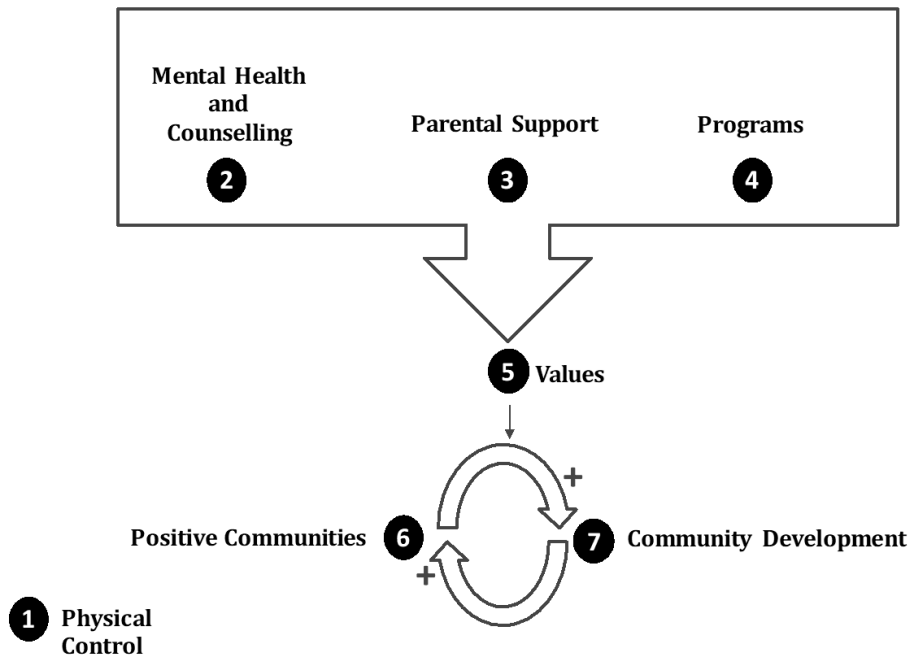 Mental Health
and
Counselling
2
Parental Support
3
Programs
4
5 Values
+
Positive Communities 6
7 Community Development
+
1 Physical
Control